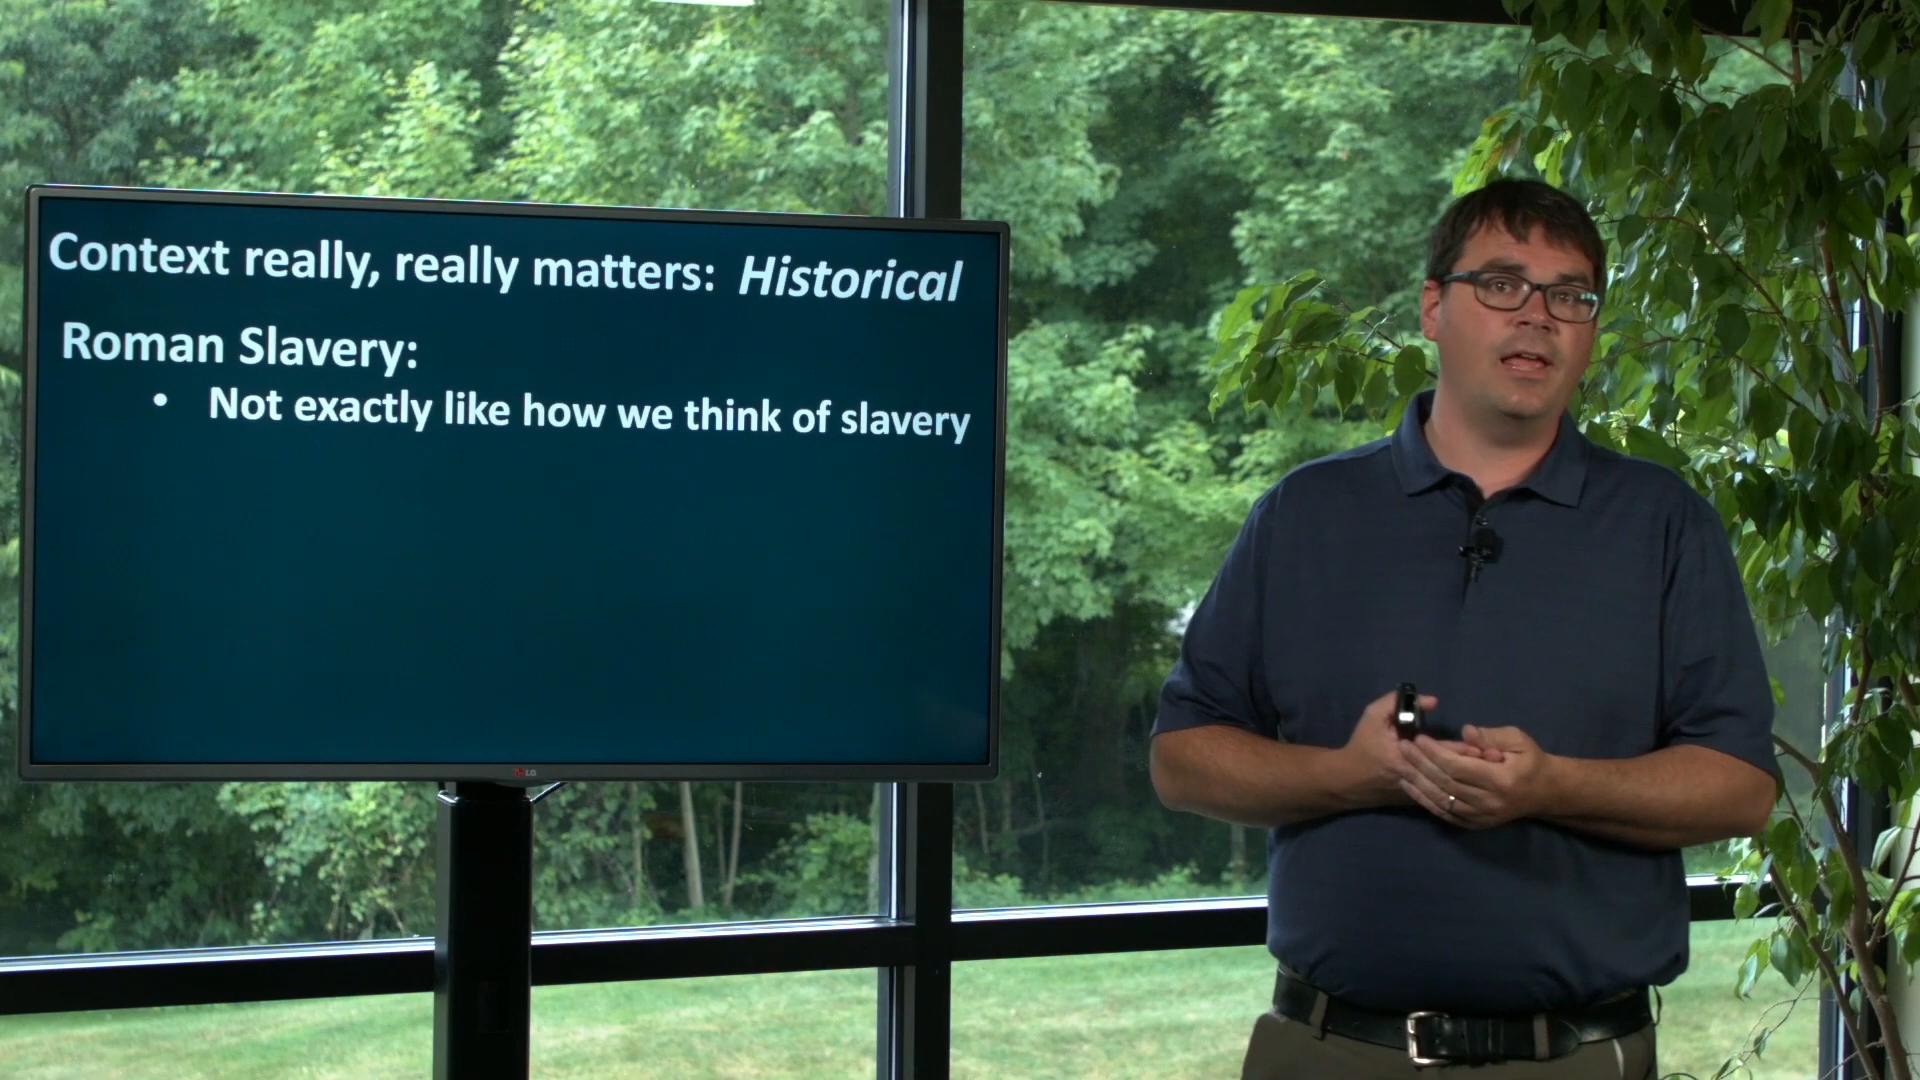 Context really, really matters: Historical
Roman Slavery:
• Not exactly like how we think of slavery
LG